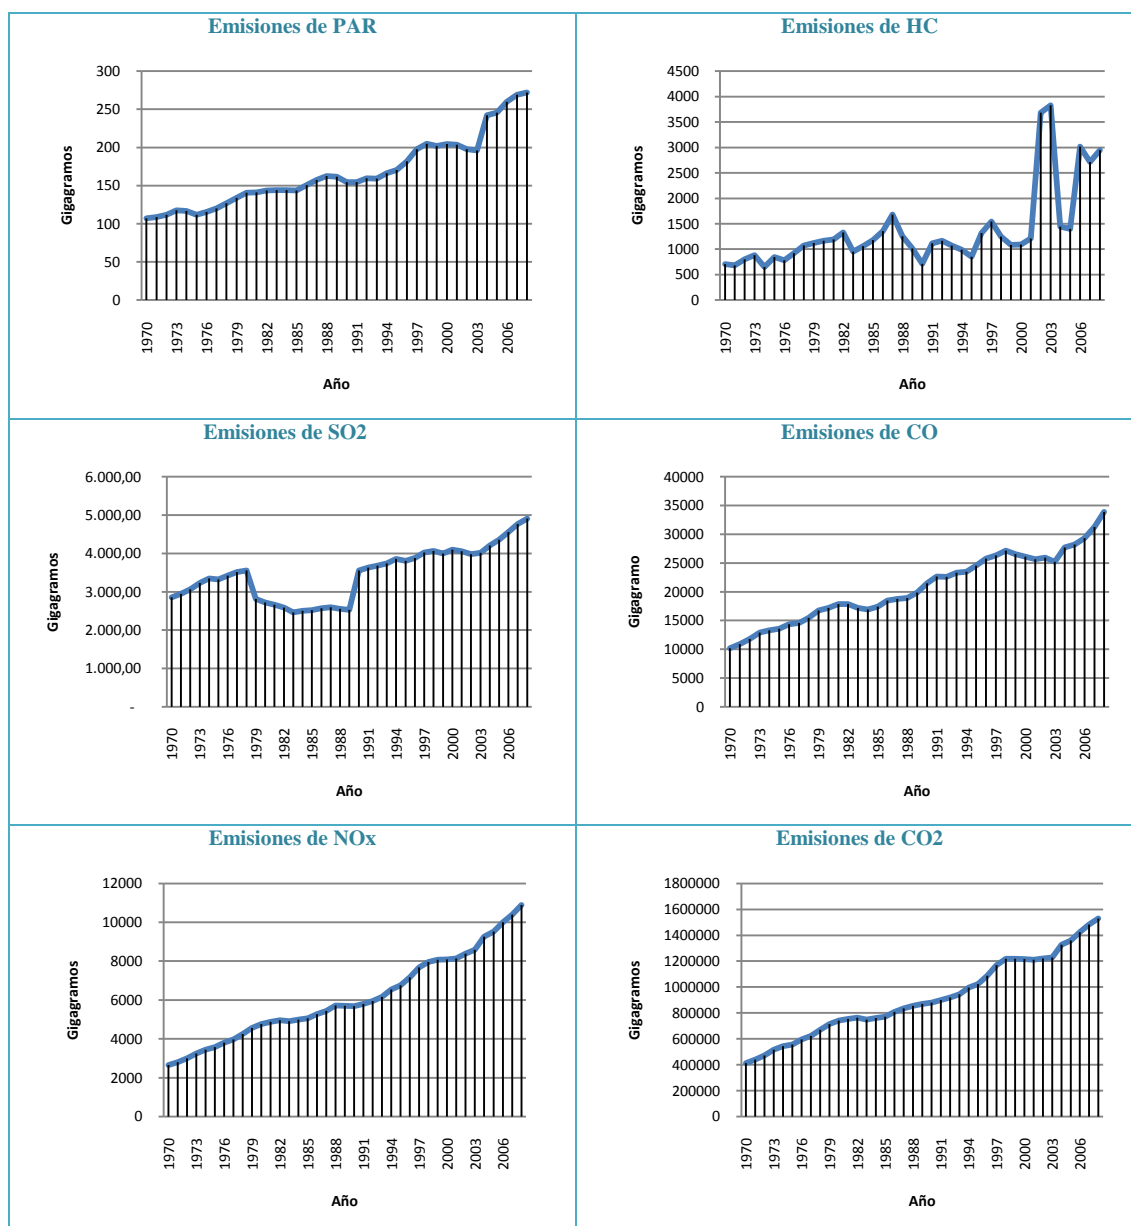 Emisiones de PAR
300
250
200
150
100
50
0
Gigagramos
1970 1973 1976 1979 1982 1985 1988 1991 1994 1997 2000 2003 2006
Año
Emisiones de HC
4500
4000
3500
3000
2500
2000
1500
1000
500
0
Gigagramos
1970 1973 1976 1979 1982 1985 1988 1991 1994 1997 2000 2003 2006
Año
Emisiones de SO2
6.000,00
5.000,00
4.000,00
3.000,00
2.000,00
1.000,00
-
Gigagramos
1970 1973 1976 1979 1982 1985 1988 1991 1994 1997 2000 2003 2006
Año
Emisiones de CO
40000
35000
30000
25000
20000
15000
10000
5000
0
Gigagramo
1970 1973 1976 1979 1982 1985 1988 1991 1994 1997 2000 2003 2006
Año
Emisiones de NOx
12000
10000
8000
6000
4000
2000
0
Gigagramos
1970 1973 1976 1979 1982 1985 1988 1991 1994 1997 2000 2003 2006
Año
Emisiones de CO2
1800000
1600000
1400000
1200000
1000000
800000
600000
400000
200000
0
Gigagramos
1970 1973 1976 1979 1982 1985 1988 1991 1994 1997 2000 2003 2006
Año